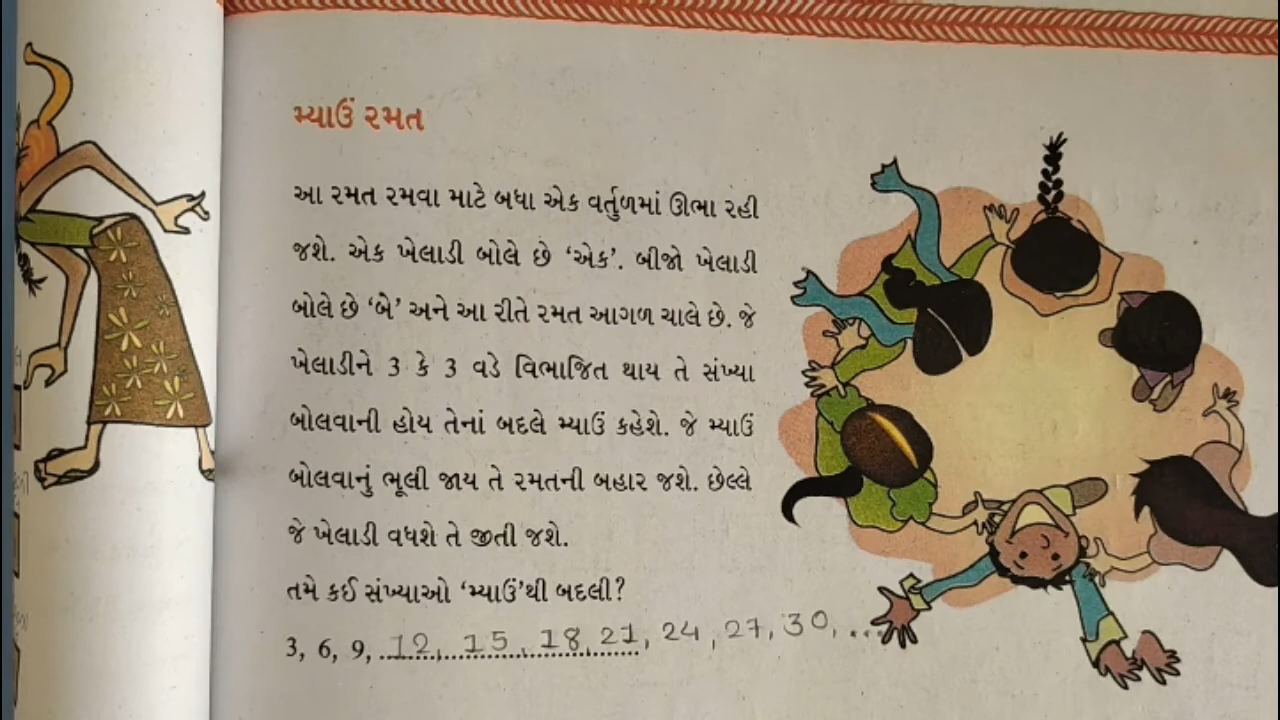 મ્યાઉં રમત
આ રમત રમવા માટે બધા એક વર્તુળમાં ઊભા રહી
જશે. એક ખેલાડી બોલે છે ‘એક’. બીજો ખેલાડી
બોલે છે ‘બે’ અને આ રીતે રમત આગળ ચાલે છે. જે
ખેલાડીને 3 કે 3 વડે વિભાજિત થાય તે સંખ્યા
બોલવાની હોય તેનાં બદલે મ્યાઉં કહેશે. જે મ્યાઉં
બોલવાનું ભૂલી જાય તે રમતની બહાર જશે. છેલ્લે
જે ખેલાડી વધશે તે જીતી જશે.
તમે કઈ સંખ્યાઓ ‘મ્યાઉં’થી બદલી?
3, 6, 9, 12, 15, 18, 21, 24, 27, 30, ...